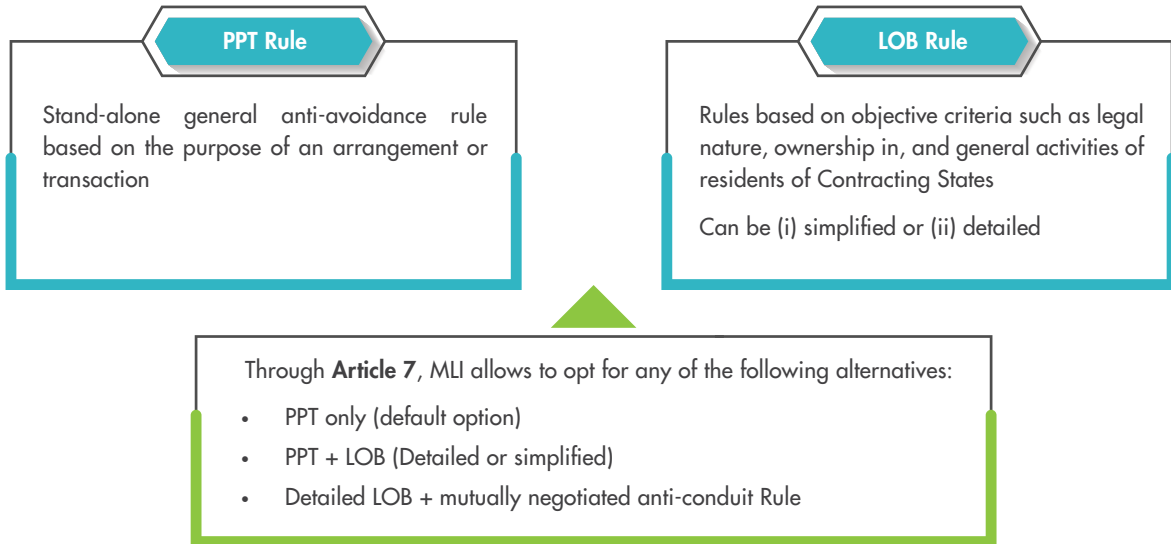 PPT Rule
Stand-alone general anti-avoidance rule
based on the purpose of an arrangement or
transaction
LOB Rule
Rules based on objective criteria such as legal
nature, ownership in, and general activities of
residents of Contracting States
Can be (i) simplified or (ii) detailed
Through Article 7, MLI allows to opt for any of the following alternatives:
• PPT only (default option)
• PPT + LOB (Detailed or simplified)
• Detailed LOB + mutually negotiated anti-conduit Rule